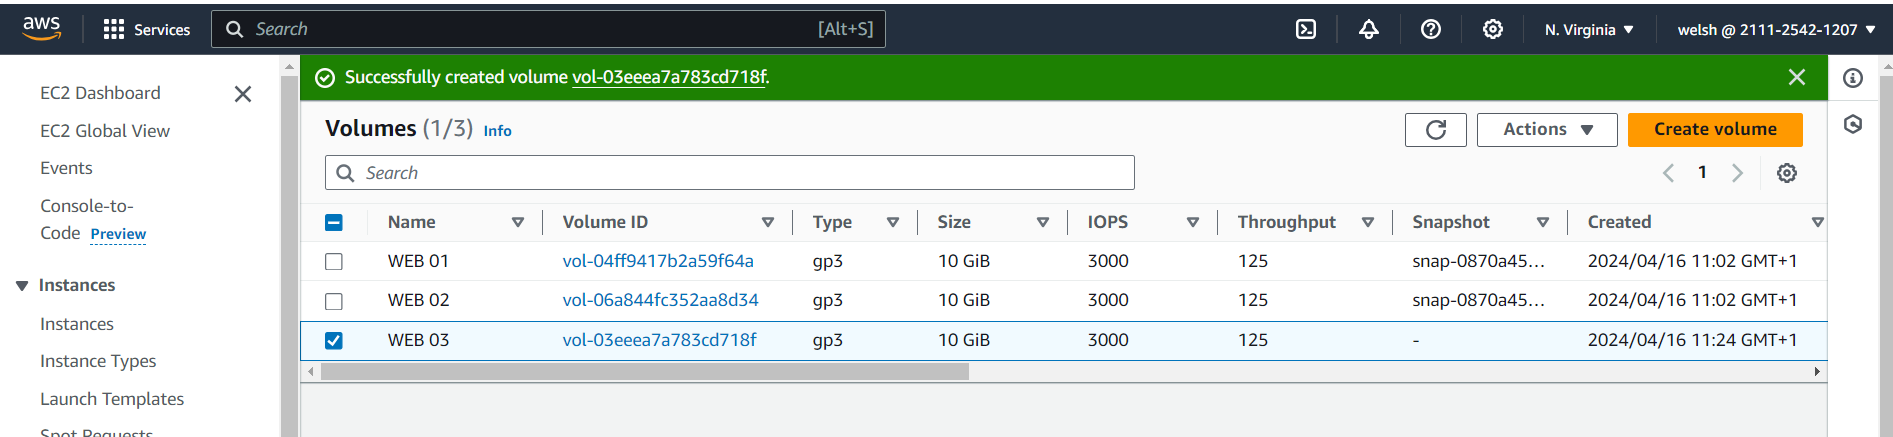 aws Services Search [Alt+S] N. Virginia welsh @ 2111-2542-1207
Successfully created volume vol-03eeea7a783cd718f.
EC2 Dashboard
EC2 Global View
Events
Console-to-
Code Preview
Instances
Instances
Instance Types
Launch Templates
Spot Requests
Volumes (1/3) Info Actions Create volume
Search 1
Name Volume ID Type Size IOPS Throughput Snapshot Created
WEB 01 vol-04ff9417b2a59f64a gp3 10 GiB 3000 125 snap-0870a45... 2024/04/16 11:02 GMT+1
WEB 02 vol-06a844fc352aa8d34 gp3 10 GiB 3000 125 snap-0870a45... 2024/04/16 11:02 GMT+1
WEB 03 vol-03eeea7a783cd718f gp3 10 GiB 3000 125 - 2024/04/16 11:24 GMT+1